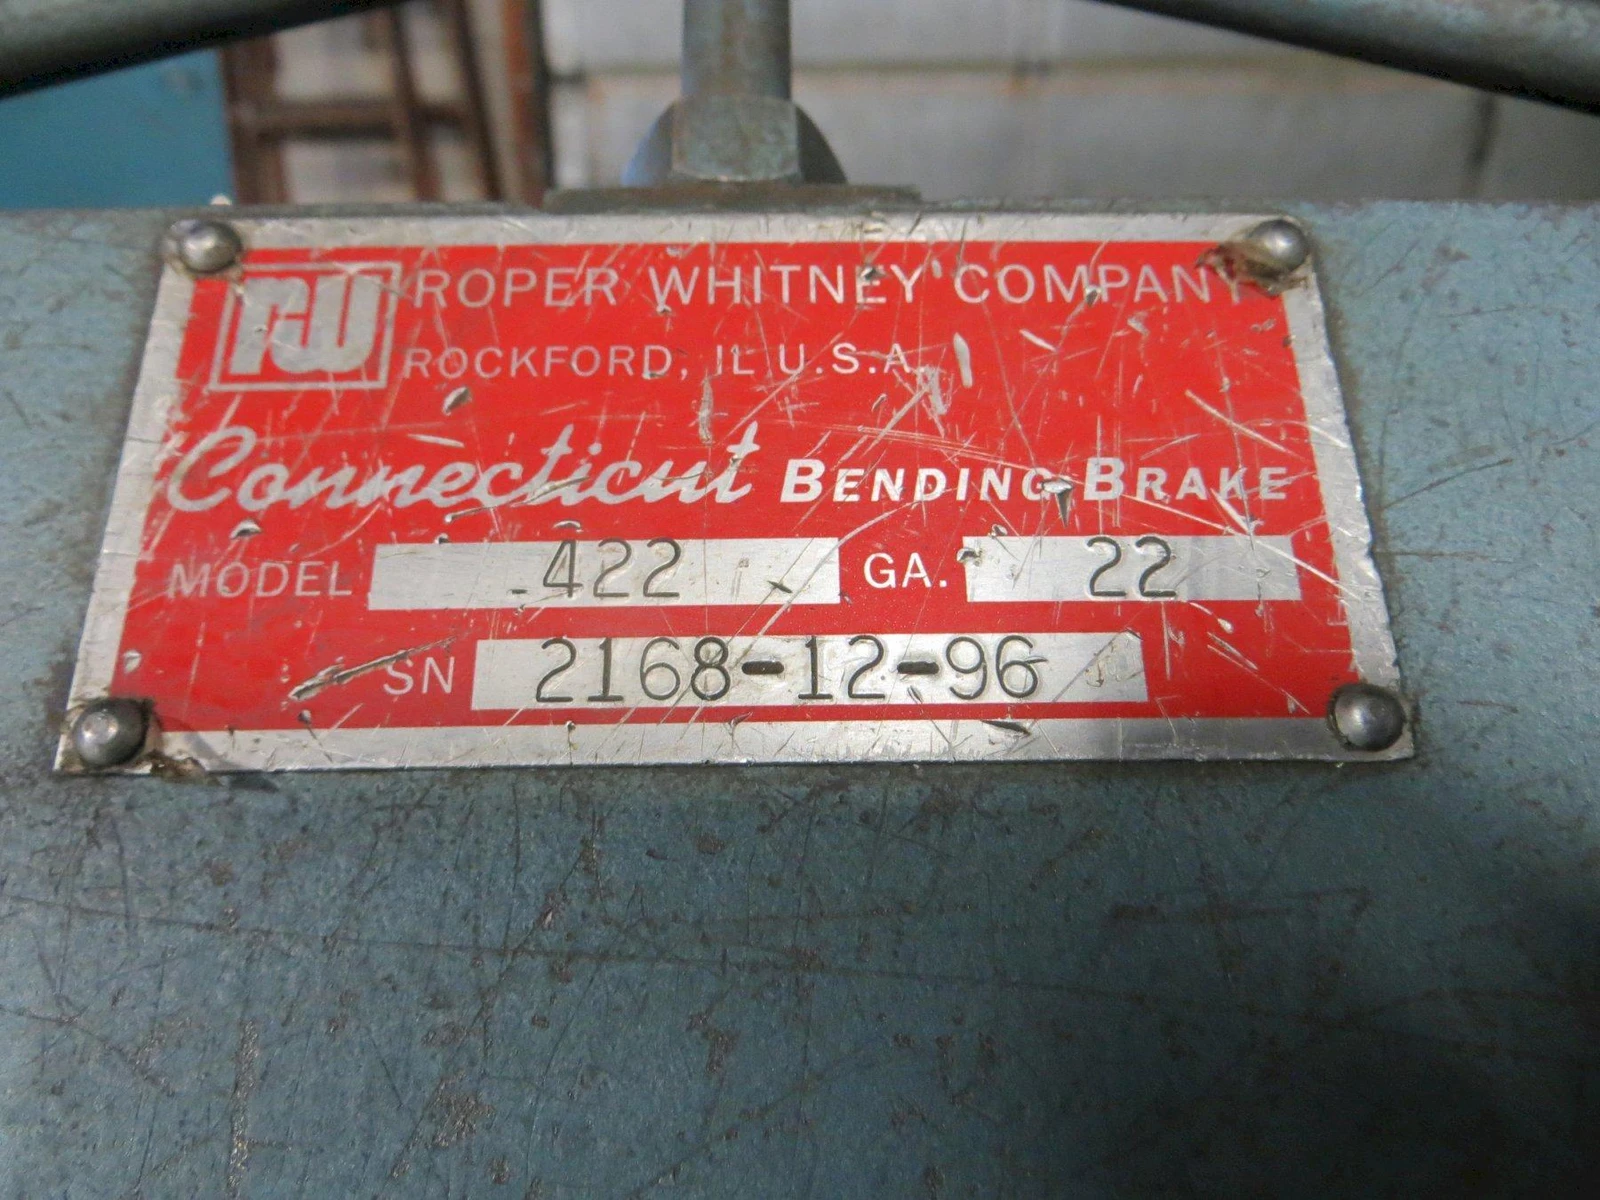 rw ROPER WHITNEY COMPANY
ROCKFORD, IL U.S.A.
Connecticut BENDING BRAKE
MODEL 422 GA. 22
SN 2168-12-96